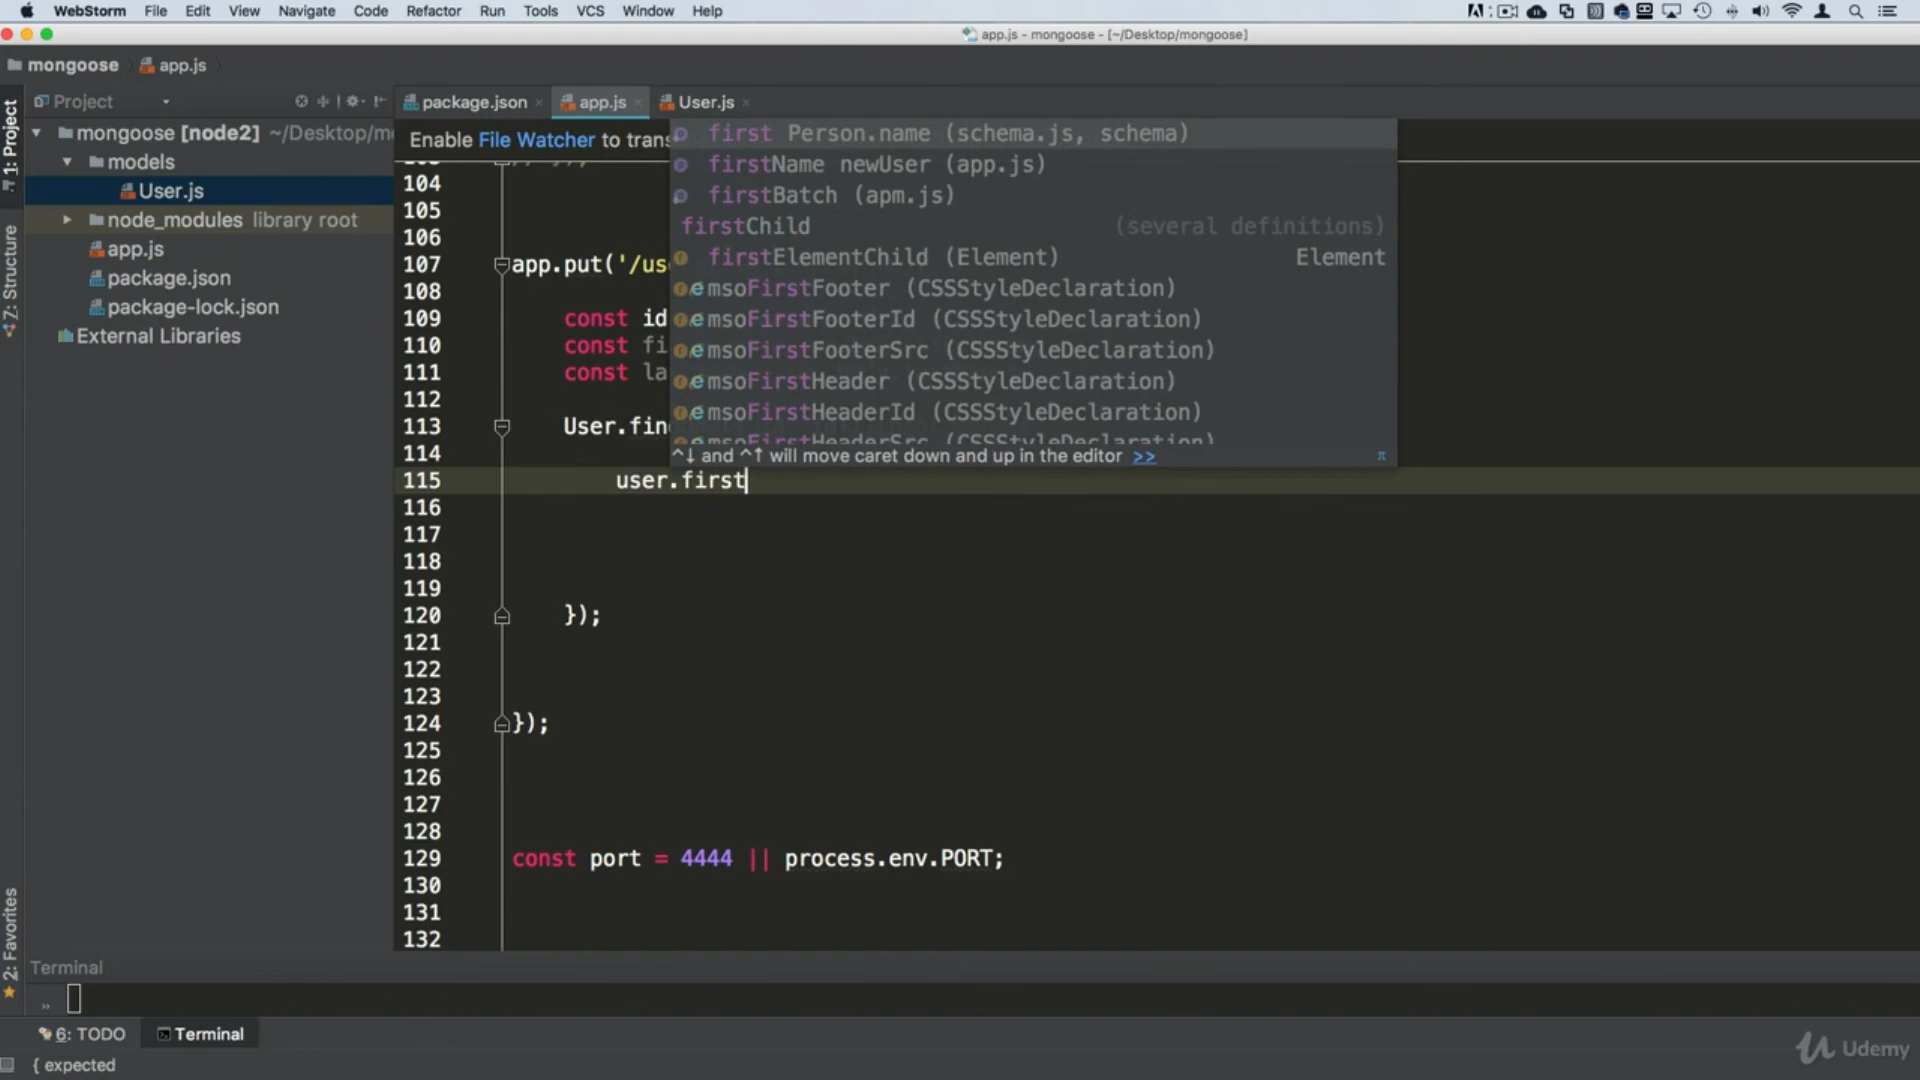 WebStorm File Edit View Navigate Code Refactor Run Tools VCS Window Help
app.js - mongoose - [~/Desktop/mongoose]
mongoose app.js
Project
package.json app.js User.js
1: Project
Z: Structure
2: Favorites
mongoose [node2] ~/Desktop/m
models
User.js
node_modules library root
app.js
package.json
package-lock.json
External Libraries
Enable File Watcher to trans
first Person.name (schema.js, schema)
firstName newUser (app.js)
firstBatch (apm.js)
firstChild (several definitions)
firstElementChild (Element) Element
msoFirstFooter (CSSStyleDeclaration)
msoFirstFooterId (CSSStyleDeclaration)
msoFirstFooterSrc (CSSStyleDeclaration)
msoFirstHeader (CSSStyleDeclaration)
msoFirstHeaderId (CSSStyleDeclaration)
msoFirstHeaderSrc (CSSStyleDeclaration)
^↓ and ^↑ will move caret down and up in the editor >> π
104
105
106
107 app.put('/us
108
109 const id
110 const fi
111 const la
112
113 User.fin
114
115 user.first
116
117
118
119
120 });
121
122
123
124 });
125
126
127
128
129 const port = 4444 || process.env.PORT;
130
131
132
Terminal
»
6: TODO Terminal
{ expected
Udemy